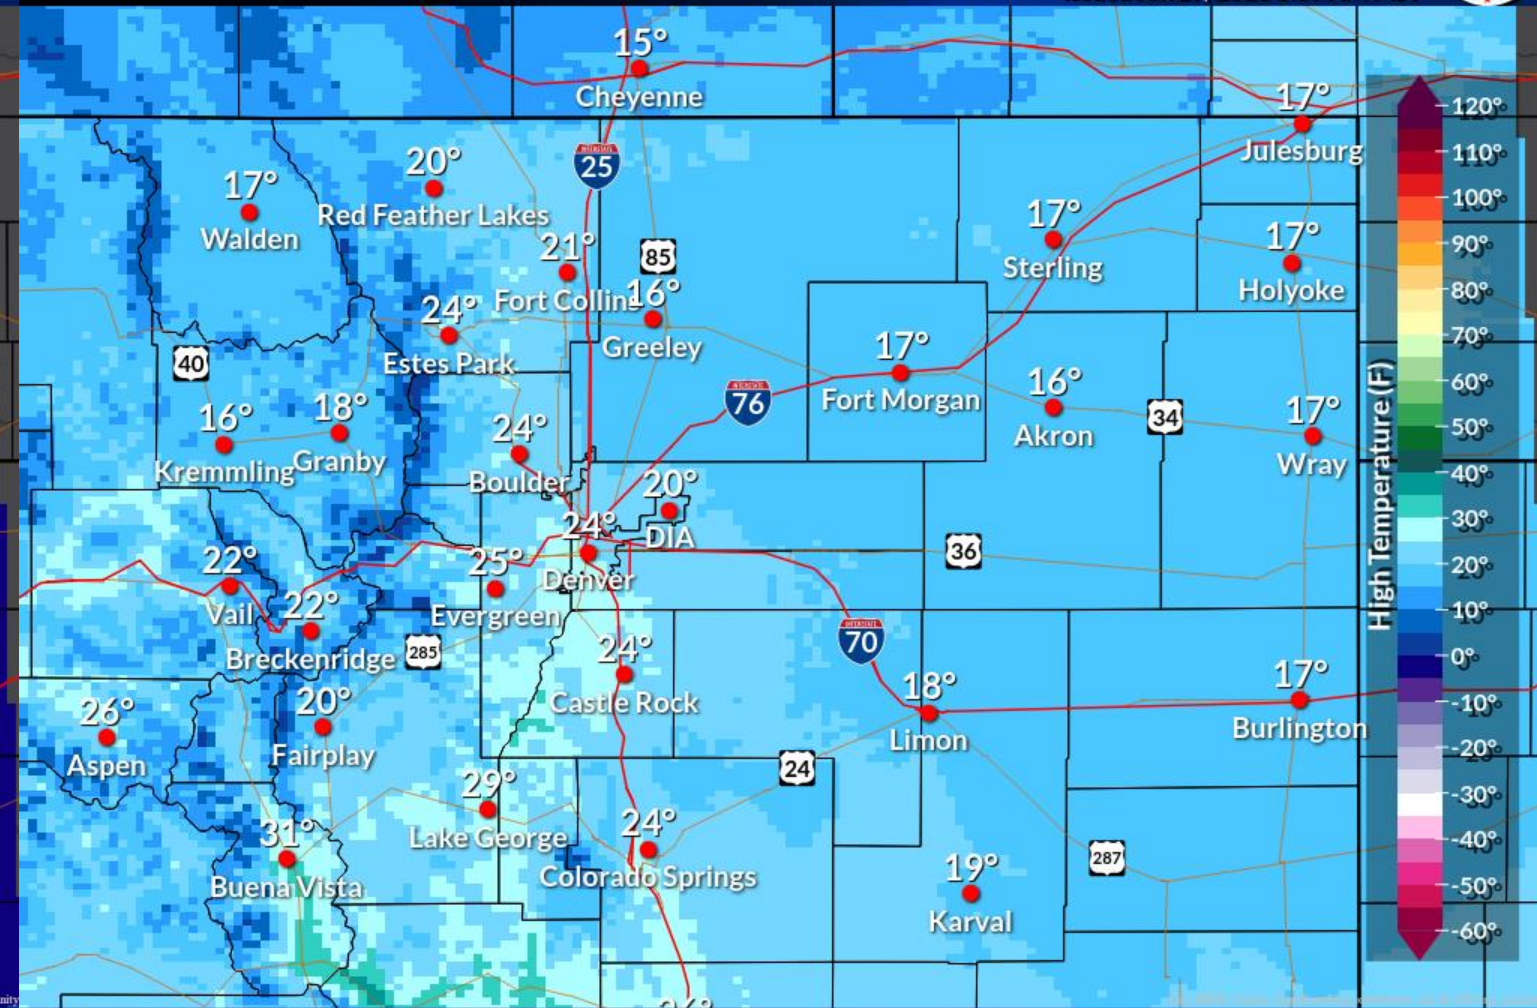 15°
Cheyenne
17°
Julesburg
INTERSTATE
25
20°
Red Feather Lakes
17°
Walden
21°
Fort Collins
85
16°
Greeley
17°
Sterling
17°
Holyoke
24°
Estes Park
40
17°
Fort Morgan
INTERSTATE
76
16°
Akron
34
17°
Wray
16°
Kremmling
18°
Granby
24°
Boulder
20°
DIA
24°
Denver
36
25°
Evergreen
22°
Vail
22°
Breckenridge
285
24°
Castle Rock
INTERSTATE
70
18°
Limon
17°
Burlington
26°
Aspen
20°
Fairplay
24
29°
Lake George
31°
Buena Vista
24°
Colorado Springs
19°
Karval
287
High Temperature (F)
120°
110°
100°
90°
80°
70°
60°
50°
40°
30°
20°
10°
0°
-10°
-20°
-30°
-40°
-50°
-60°